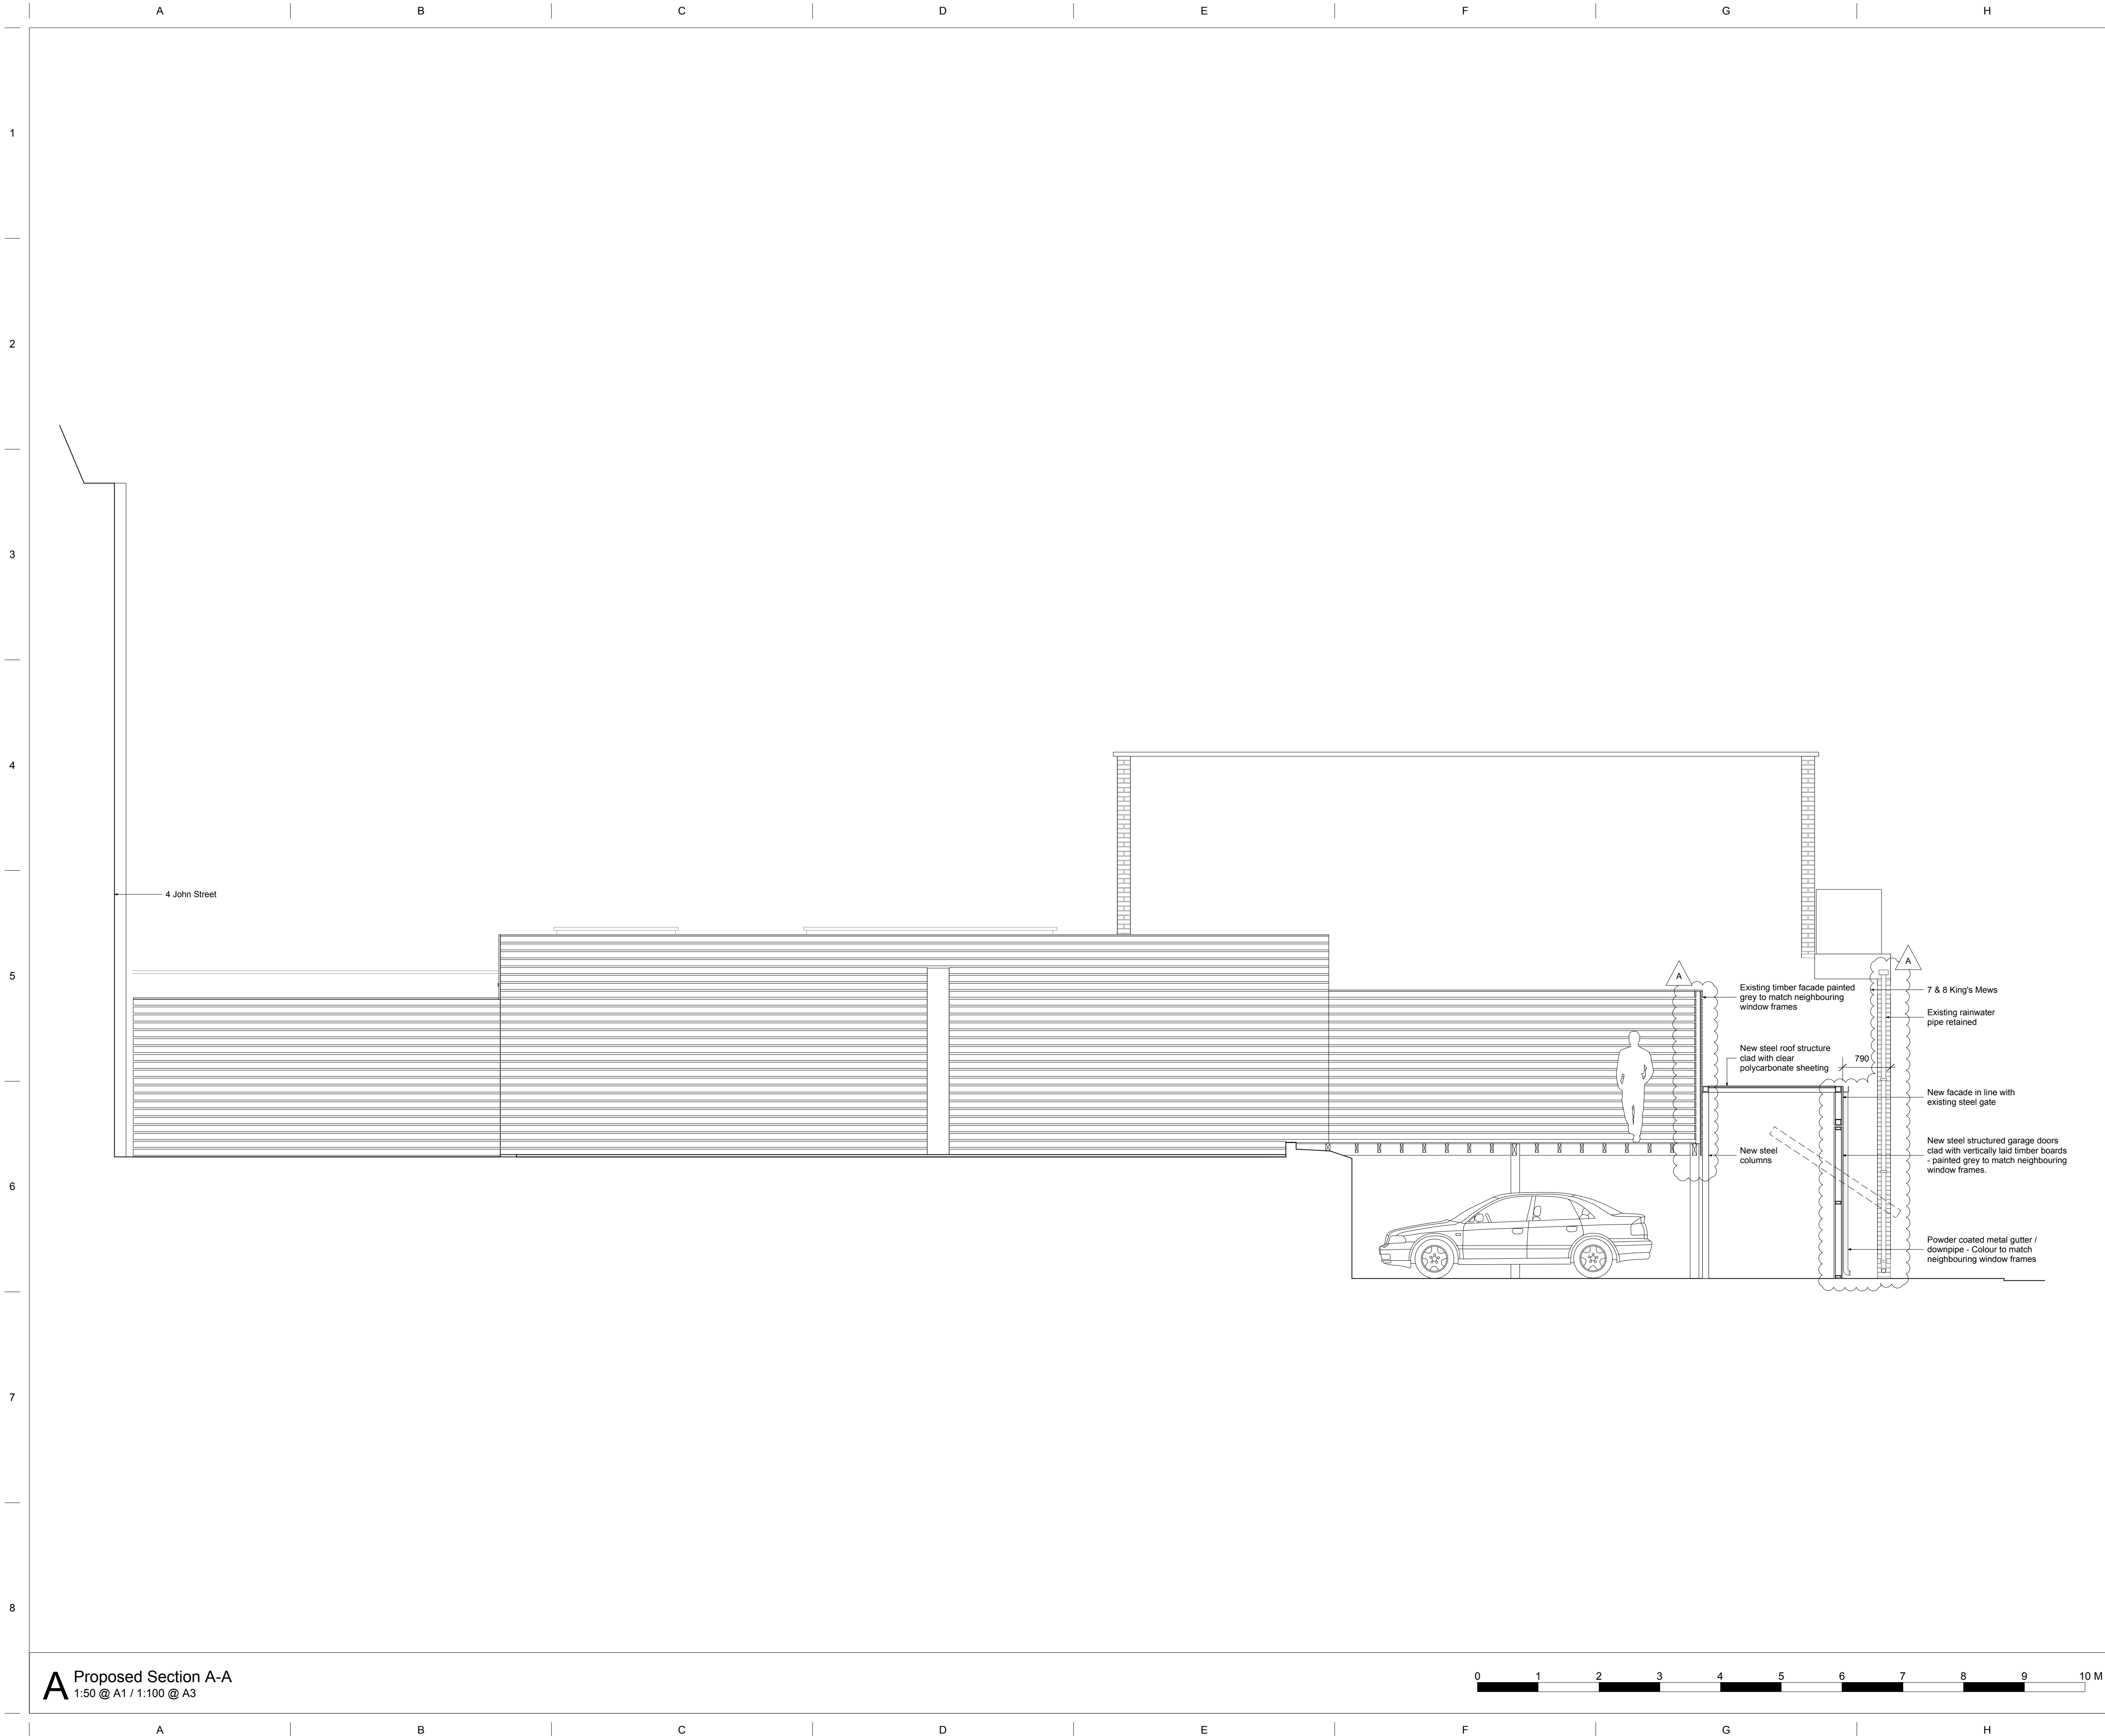 A B C D E F G H
1
2
3
4
4 John Street
5
A
A
Existing timber facade painted
grey to match neighbouring
window frames
7 & 8 King's Mews
Existing rainwater
pipe retained
New steel roof structure
clad with clear
polycarbonate sheeting
790
New facade in line with
existing steel gate
New steel structured garage doors
clad with vertically laid timber boards
- painted grey to match neighbouring
window frames.
New steel
columns
6
Powder coated metal gutter /
downpipe - Colour to match
neighbouring window frames
7
8
A
Proposed Section A-A
1:50 @ A1 / 1:100 @ A3
0 1 2 3 4 5 6 7 8 9 10 M
A B C D E F G H